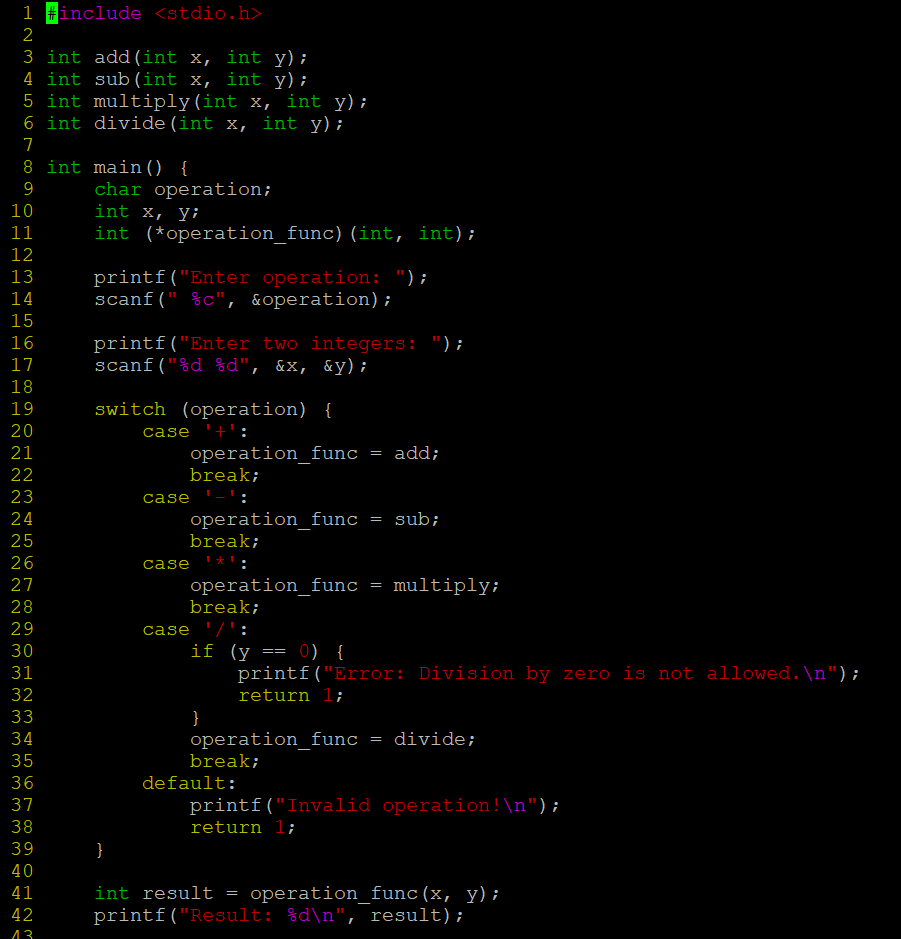 1 #include <stdio.h>
2
3 int add(int x, int y);
4 int sub(int x, int y);
5 int multiply(int x, int y);
6 int divide(int x, int y);
7
8 int main() {
9     char operation;
10     int x, y;
11     int (*operation_func)(int, int);
12
13     printf("Enter operation: ");
14     scanf(" %c", &operation);
15
16     printf("Enter two integers: ");
17     scanf("%d %d", &x, &y);
18
19     switch (operation) {
20         case '+':
21             operation_func = add;
22             break;
23         case '-':
24             operation_func = sub;
25             break;
26         case '*':
27             operation_func = multiply;
28             break;
29         case '/':
30             if (y == 0) {
31                 printf("Error: Division by zero is not allowed.\n");
32                 return 1;
33             }
34             operation_func = divide;
35             break;
36         default:
37             printf("Invalid operation!\n");
38             return 1;
39     }
40
41     int result = operation_func(x, y);
42     printf("Result: %d\n", result);
43